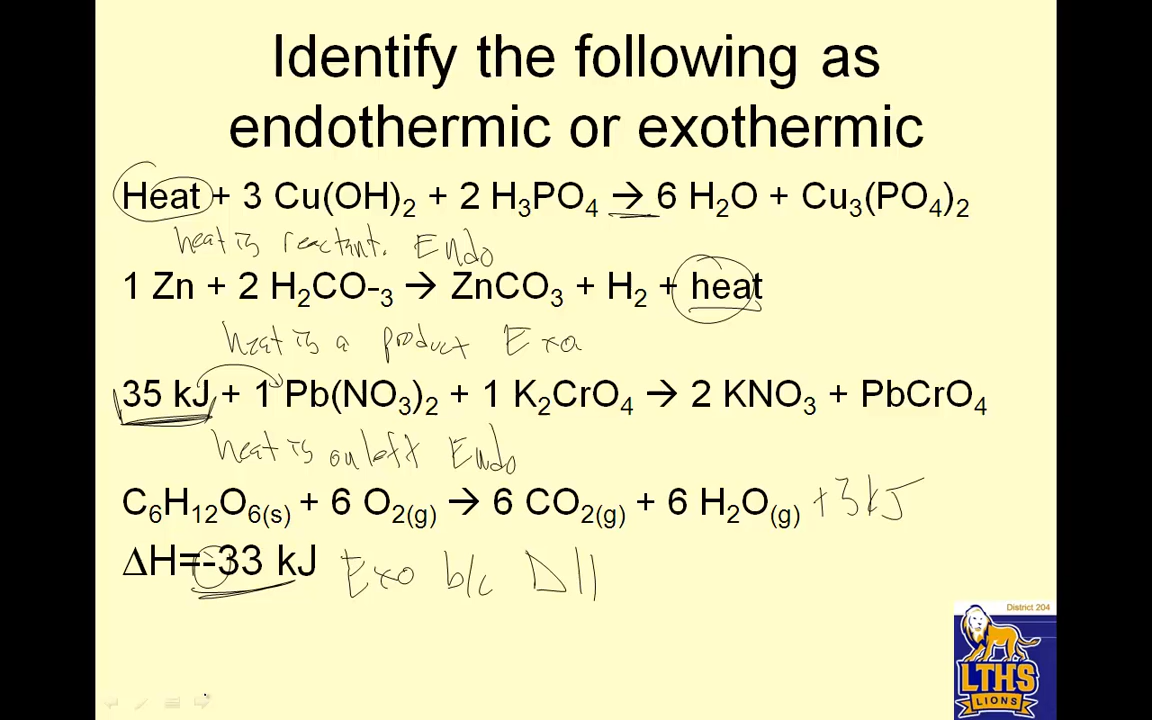 Identify the following as
endothermic or exothermic
Heat + 3 Cu(OH)₂ + 2 H₃PO₄ → 6 H₂O + Cu₃(PO₄)₂
heat is reactant. Endo
1 Zn + 2 H₂CO-₃ → ZnCO₃ + H₂ + heat
heat is a product Exo
35 kJ + 1 Pb(NO₃)₂ + 1 K₂CrO₄ → 2 KNO₃ + PbCrO₄
heat is on left Endo
C₆H₁₂O₆(s) + 6 O₂(g) → 6 CO₂(g) + 6 H₂O(g) +3kJ
ΔH=-33 kJ Exo b/c ΔH
District 204
LTHS
LIONS